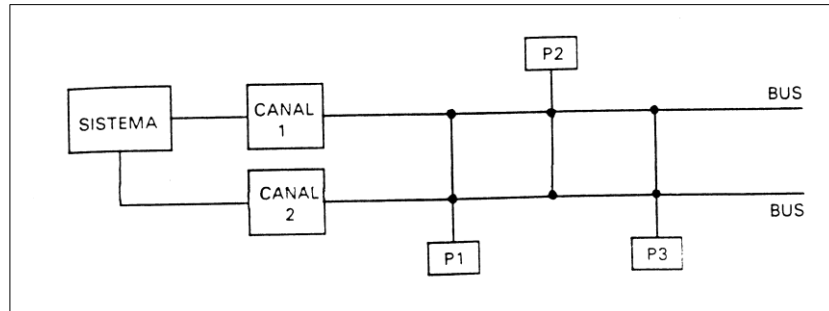 P2
BUS
SISTEMA
CANAL
1
CANAL
2
BUS
P1
P3